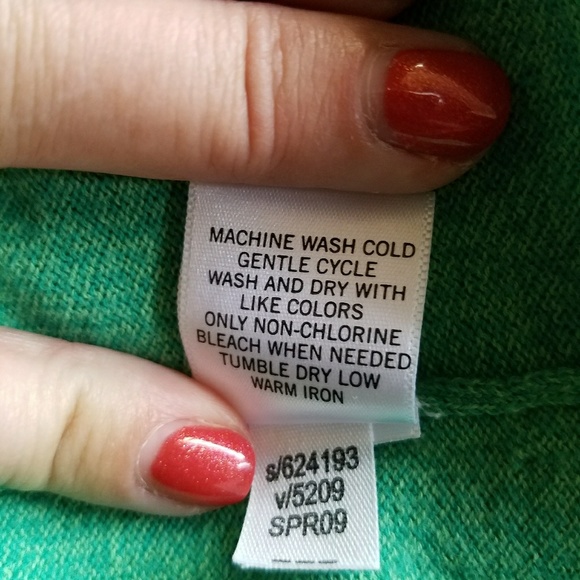 MACHINE WASH COLD
GENTLE CYCLE
WASH AND DRY WITH
LIKE COLORS
ONLY NON-CHLORINE
BLEACH WHEN NEEDED
TUMBLE DRY LOW
WARM IRON
s/624193
v/5209
SPR09